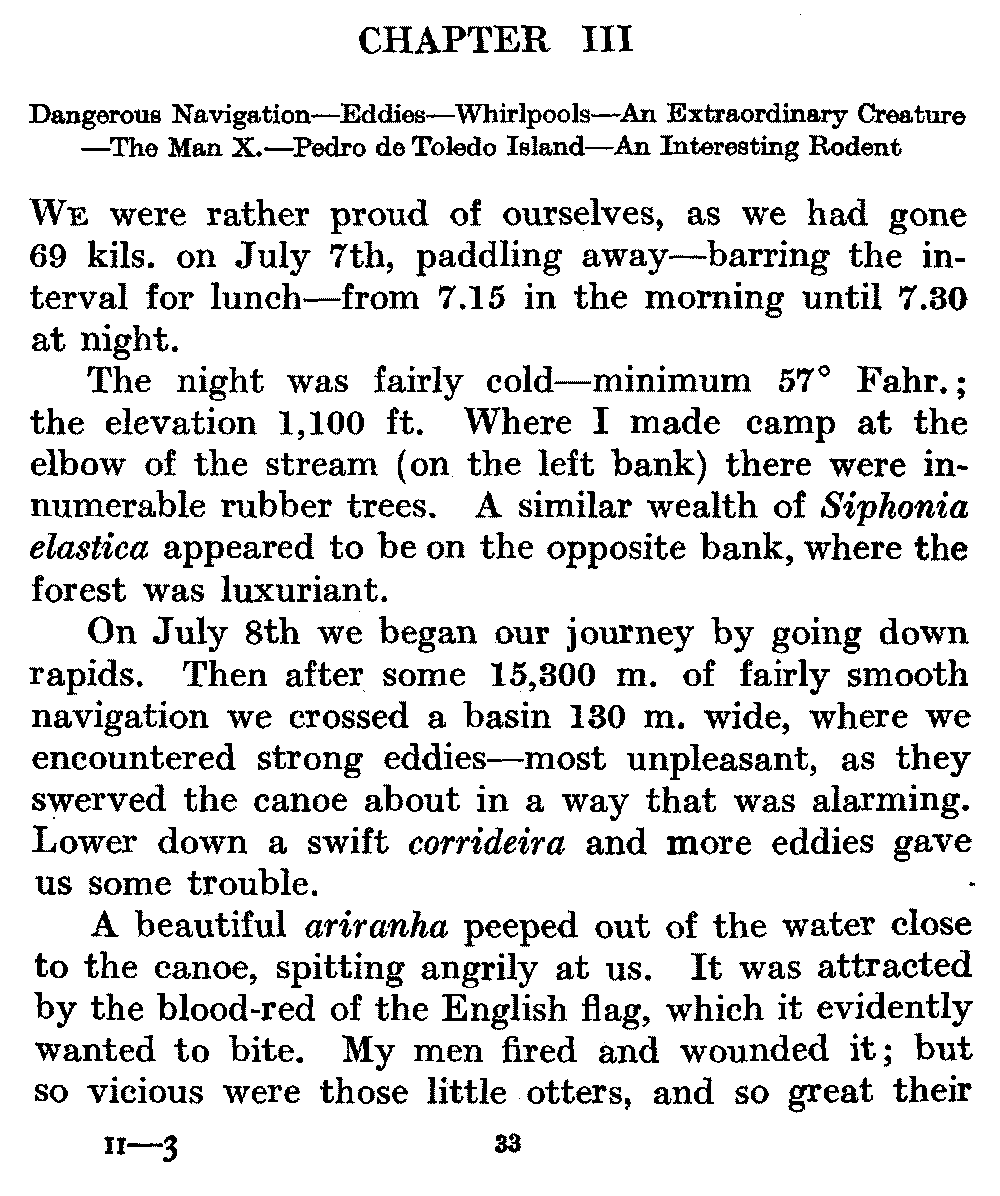 CHAPTER III
Dangerous Navigation—Eddies—Whirlpools—An Extraordinary Creature
—The Man X.—Pedro de Toledo Island—An Interesting Rodent
WE were rather proud of ourselves, as we had gone
69 kils. on July 7th, paddling away—barring the in-
terval for lunch—from 7.15 in the morning until 7.30
at night.
The night was fairly cold—minimum 57° Fahr.;
the elevation 1,100 ft. Where I made camp at the
elbow of the stream (on the left bank) there were in-
numerable rubber trees. A similar wealth of Siphonia
elastica appeared to be on the opposite bank, where the
forest was luxuriant.
On July 8th we began our journey by going down
rapids. Then after some 15,300 m. of fairly smooth
navigation we crossed a basin 130 m. wide, where we
encountered strong eddies—most unpleasant, as they
swerved the canoe about in a way that was alarming.
Lower down a swift corrideira and more eddies gave
us some trouble.
A beautiful ariranha peeped out of the water close
to the canoe, spitting angrily at us. It was attracted
by the blood-red of the English flag, which it evidently
wanted to bite. My men fired and wounded it; but
so vicious were those little otters, and so great their
II—3 33